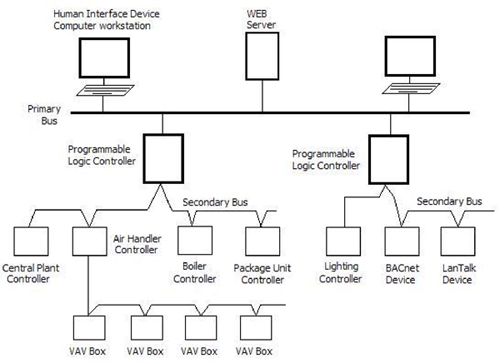 Human Interface Device
Computer workstation
WEB
Server
Primary
Bus
Programmable
Logic Controller
Programmable
Logic Controller
Secondary Bus
Secondary Bus
Central Plant
Controller
Air Handler
Controller
Boiler
Controller
Package Unit
Controller
Lighting
Controller
BACnet
Device
LanTalk
Device
VAV Box
VAV Box
VAV Box
VAV Box